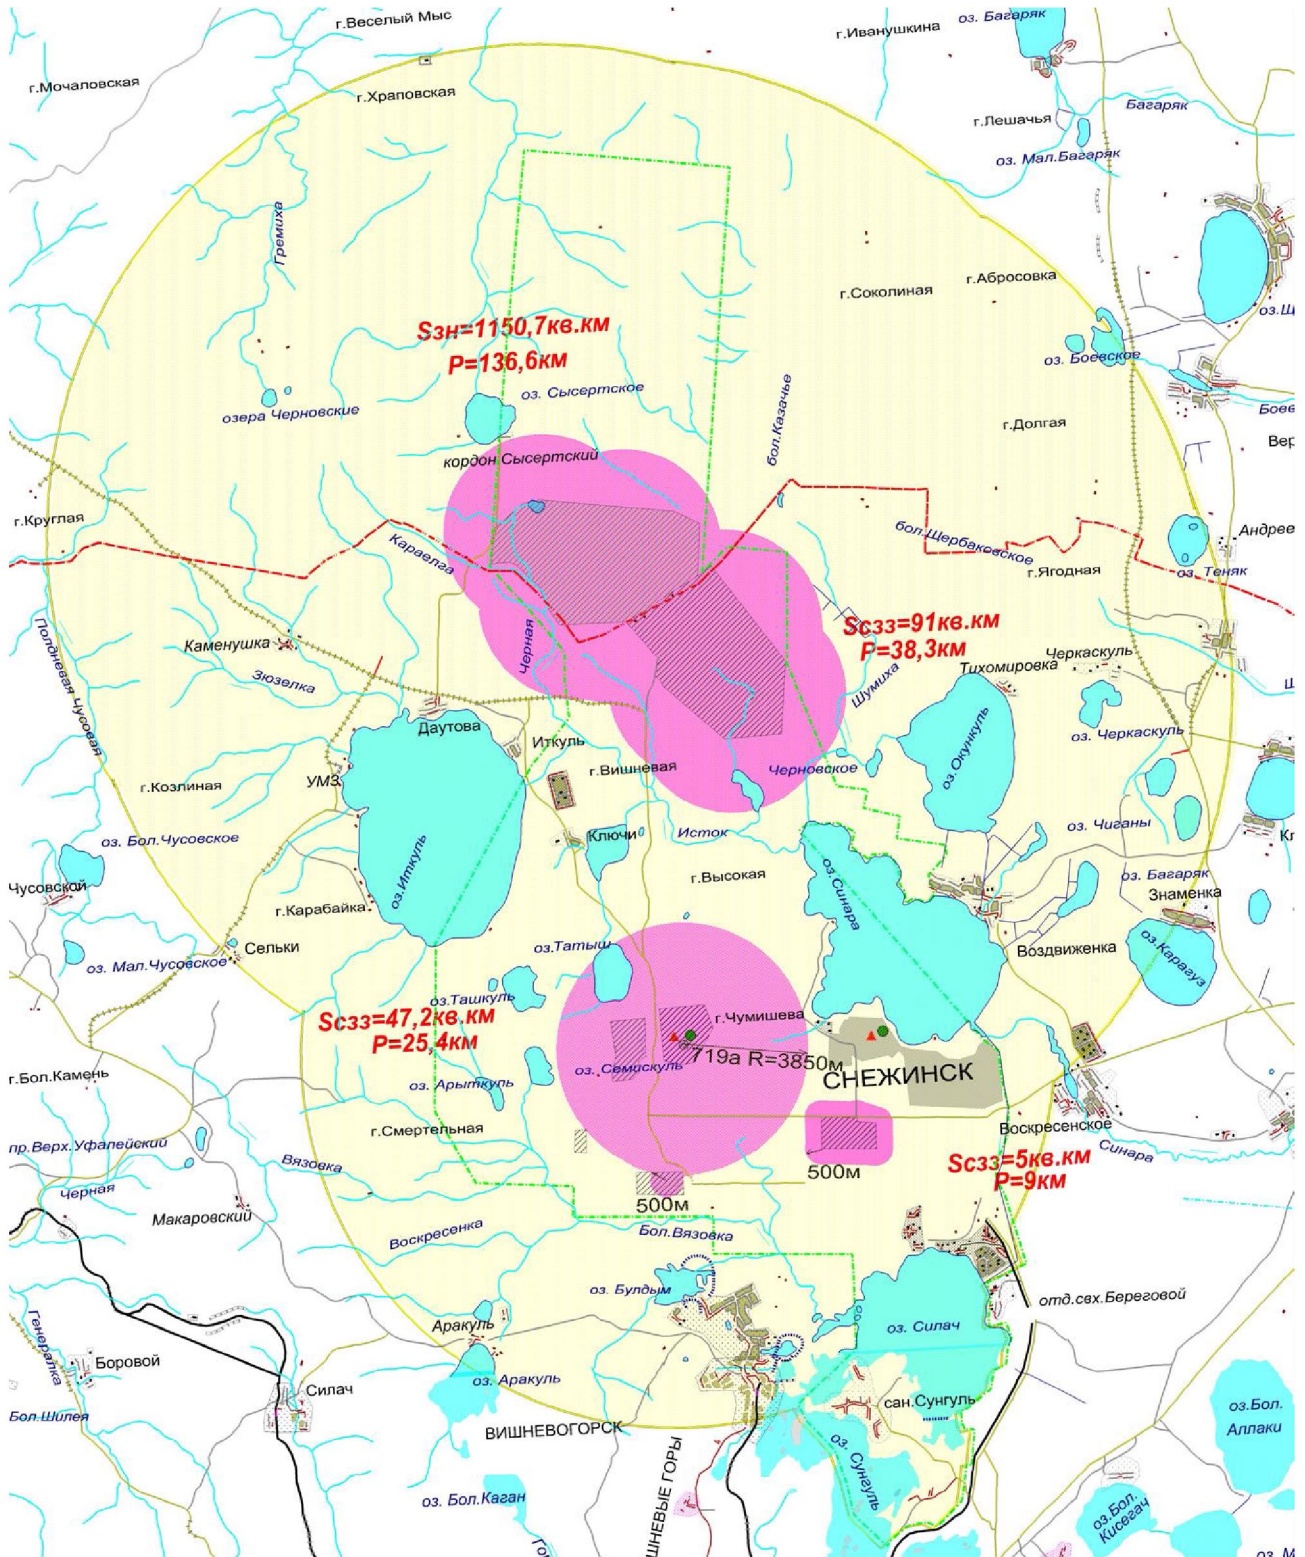 г.Веселый Мыс
г.Иванушкина
оз. Багаряк
г.Мочаловская
г.Храповская
Багаряк
г.Лешачья
оз. Мал.Багаряк
Гремиха
г.Абросовка
г.Соколиная
оз.Щ
Sзн=1150,7кв.км
P=136,6км
оз. Боевское
оз. Сысертское
озера Черновские
бол.Казачье
Боев
г.Долгая
Вер
кордон Сысертский
г.Круглая
Караелга
бол.Щербаковское
Андрее
г.Ягодная
оз. Теняк
Полдневая Чусовая
Каменушка
Черная
Sсзз=91кв.км
P=38,3км
Черкаскуль
Тихомировка
Зюзелка
Шумиха
Щ
Даутова
Иткуль
оз.Окункуль
оз. Черкаскуль
г.Вишневая
Черновское
УМЗ
г.Козлиная
оз. Бол.Чусовское
Ключи
Исток
оз. Чиганы
Кл
оз.Иткуль
г.Высокая
оз.Синара
оз. Багаряк
Чусовской
Знаменка
г.Карабайка
Сельки
оз.Татыш
Воздвиженка
оз.Карагуз
оз. Мал.Чусовское
оз.Ташкуль
Sсзз=47,2кв.км
P=25,4км
г.Чумишева
719а R=3850м
г.Бол.Камень
оз. Семискуль
СНЕЖИНСК
оз. Арыткуль
г.Смертельная
Воскресенское
пр.Верх.Уфалейский
Вязовка
Синара
Sсзз=5кв.км
P=9км
500м
Черная
500м
Макаровский
Воскресенка
Бол.Вязовка
оз. Булдым
отд.свх.Береговой
Генералка
Аракуль
оз. Силач
Боровой
Силач
оз. Аракуль
сан.Сунгуль
оз.Бол.
Аллаки
Бол.Шилея
ВИШНЕВОГОРСК
оз. Сунгуль
ШНЕВЫЕ ГОРЫ
оз. Бол.Каган
оз.Бол.
Кисегач
оз. М